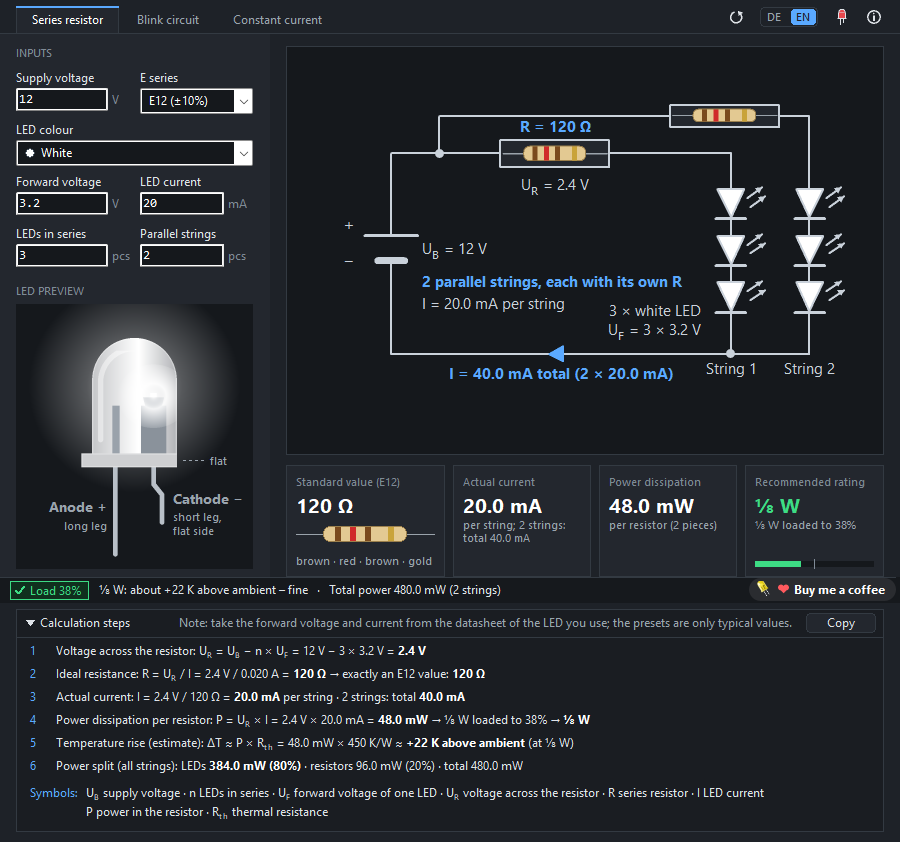 Series resistor
Blink circuit
Constant current
DE
EN
INPUTS
Supply voltage
12
V
E series
E12 (±10%)
LED colour
White
Forward voltage
3.2
V
LED current
20
mA
LEDs in series
3
pcs
Parallel strings
2
pcs
LED PREVIEW
flat
Anode +
long leg
Cathode −
short leg,
flat side
R = 120 Ω
U_R = 2.4 V
+
−
U_B = 12 V
2 parallel strings, each with its own R
I = 20.0 mA per string
3 × white LED
U_F = 3 × 3.2 V
I = 40.0 mA total (2 × 20.0 mA)
String 1
String 2
Standard value (E12)
120 Ω
brown · red · brown · gold
Actual current
20.0 mA
per string; 2 strings:
total 40.0 mA
Power dissipation
48.0 mW
per resistor (2 pieces)
Recommended rating
⅛ W
⅛ W loaded to 38%
✓ Load 38%
⅛ W: about +22 K above ambient – fine · Total power 480.0 mW (2 strings)
Buy me a coffee
▼ Calculation steps
Note: take the forward voltage and current from the datasheet of the LED you use; the presets are only typical values.
Copy
1 Voltage across the resistor: U_R = U_B − n × U_F = 12 V − 3 × 3.2 V = 2.4 V
2 Ideal resistance: R = U_R / I = 2.4 V / 0.020 A = 120 Ω → exactly an E12 value: 120 Ω
3 Actual current: I = 2.4 V / 120 Ω = 20.0 mA per string · 2 strings: total 40.0 mA
4 Power dissipation per resistor: P = U_R × I = 2.4 V × 20.0 mA = 48.0 mW → ⅛ W loaded to 38% → ⅛ W
5 Temperature rise (estimate): ΔT ≈ P × R_th = 48.0 mW × 450 K/W ≈ +22 K above ambient (at ⅛ W)
6 Power split (all strings): LEDs 384.0 mW (80%) · resistors 96.0 mW (20%) · total 480.0 mW
Symbols: U_B supply voltage · n LEDs in series · U_F forward voltage of one LED · U_R voltage across the resistor · R series resistor · I LED current
P power in the resistor · R_th thermal resistance